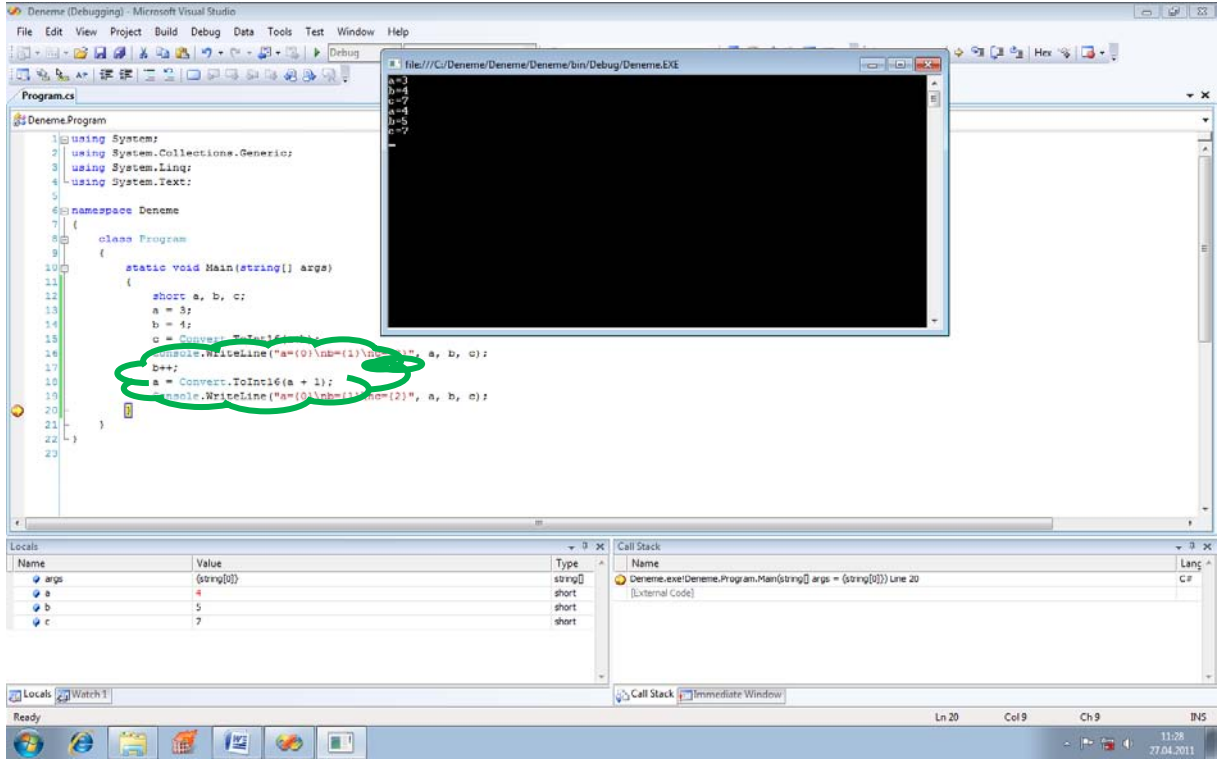 Deneme (Debugging) - Microsoft Visual Studio
File Edit View Project Build Debug Data Tools Test Window Help
Debug
Hex
file:///C:/Deneme/Deneme/Deneme/bin/Debug/Deneme.EXE
a=3
b=4
c=7
a=4
b=5
c=7
Program.cs
Deneme.Program
1 using System;
2 using System.Collections.Generic;
3 using System.Linq;
4 using System.Text;
5
6 namespace Deneme
7 {
8 class Program
9 {
10 static void Main(string[] args)
11 {
12 short a, b, c;
13 a = 3;
14 b = 4;
15 c = Convert.ToInt16(
16 Console.WriteLine("a={0}\nb={1}\n ", a, b, c);
17 b++;
18 a = Convert.ToInt16(a + 1);
19 Console.WriteLine("a={0}\nb={1}\nc={2}", a, b, c);
20 }
21 }
22 }
23
Locals
Name Value Type
args {string[0]} string[]
a 4 short
b 5 short
c 7 short
Locals Watch 1
Call Stack
Name Lang
Deneme.exe!Deneme.Program.Main(string[] args = {string[0]}) Line 20 C#
[External Code]
Call Stack Immediate Window
Ready Ln 20 Col 9 Ch 9 INS
11:28
27.04.2011